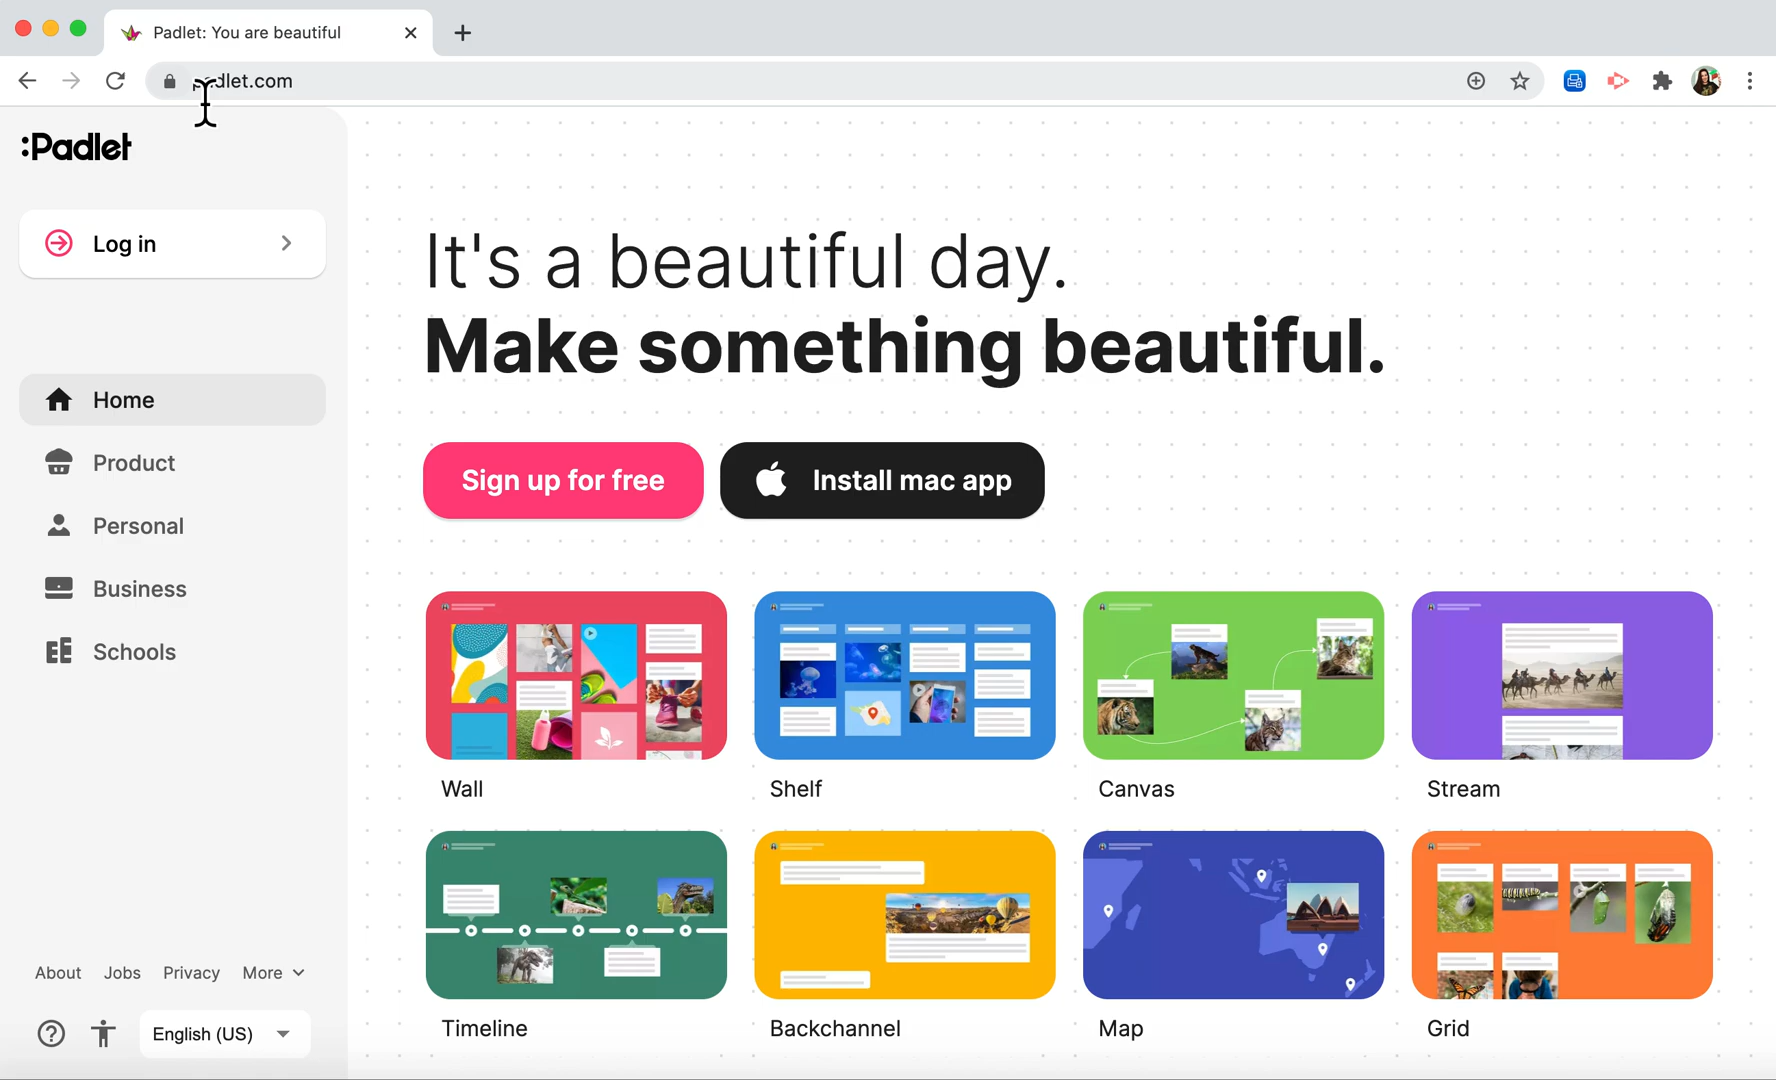 Padlet: You are beautiful
padlet.com
:Padlet
Log in
Home
Product
Personal
Business
Schools
About Jobs Privacy More
English (US)
It's a beautiful day.
Make something beautiful.
Sign up for free
Install mac app
Wall
Shelf
Canvas
Stream
Timeline
Backchannel
Map
Grid